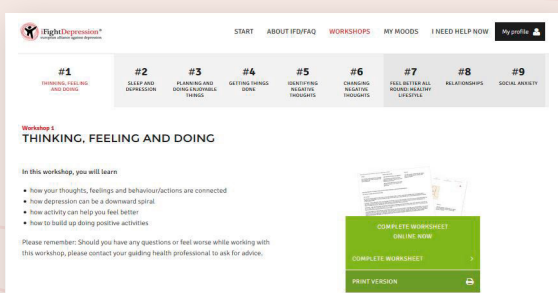 iFightDepression®
european alliance against depression
START ABOUT IFD/FAQ WORKSHOPS MY MOODS I NEED HELP NOW My profile
#1 #2 #3 #4 #5 #6 #7 #8 #9
THINKING, FEELING AND DOING
SLEEP AND DEPRESSION
PLANNING AND DOING ENJOYABLE THINGS
GETTING THINGS DONE
IDENTIFYING NEGATIVE THOUGHTS
CHANGING NEGATIVE THOUGHTS
FEEL BETTER ALL ROUND: HEALTHY LIFESTYLE
RELATIONSHIPS
SOCIAL ANXIETY
Workshop 1
THINKING, FEELING AND DOING
In this workshop, you will learn
• how your thoughts, feelings and behaviour/actions are connected
• how depression can be a downward spiral
• how activity can help you feel better
• how to build up doing positive activities
Please remember: Should you have any questions or feel worse while working with
this workshop, please contact your guiding health professional to ask for advice.
COMPLETE WORKSHEET
ONLINE NOW
COMPLETE WORKSHEET >
PRINT VERSION